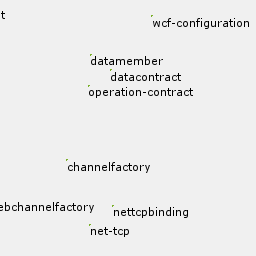 t
wcf-configuration
datamember
datacontract
operation-contract
channelfactory
ebchannelfactory
nettcpbinding
net-tcp